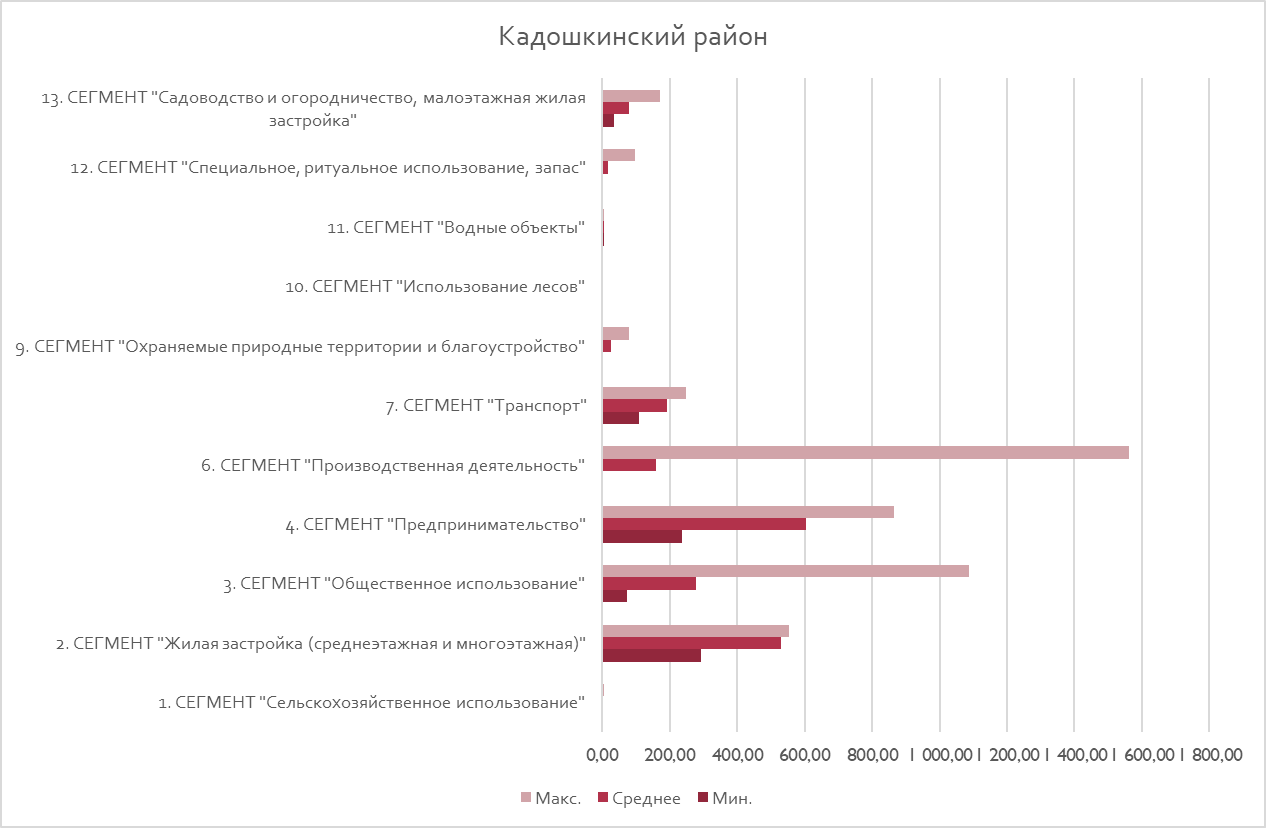 Кадошкинский район
13. СЕГМЕНТ "Садоводство и огородничество, малоэтажная жилая
застройка"
12. СЕГМЕНТ "Специальное, ритуальное использование, запас"
11. СЕГМЕНТ "Водные объекты"
10. СЕГМЕНТ "Использование лесов"
9. СЕГМЕНТ "Охраняемые природные территории и благоустройство"
7. СЕГМЕНТ "Транспорт"
6. СЕГМЕНТ "Производственная деятельность"
4. СЕГМЕНТ "Предпринимательство"
3. СЕГМЕНТ "Общественное использование"
2. СЕГМЕНТ "Жилая застройка (среднеэтажная и многоэтажная)"
1. СЕГМЕНТ "Сельскохозяйственное использование"
0,00 200,00 400,00 600,00 800,00 1 000,00 1 200,00 1 400,00 1 600,00 1 800,00
Макс. Среднее Мин.